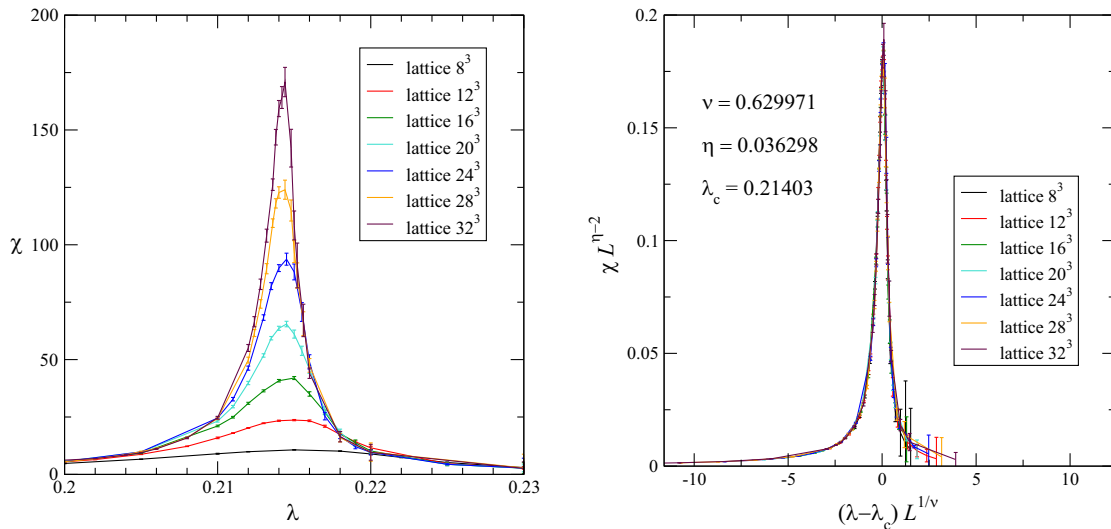 200
150
100
50
0
χ
0.2
0.21
0.22
0.23
λ
lattice 8³
lattice 12³
lattice 16³
lattice 20³
lattice 24³
lattice 28³
lattice 32³
0.2
0.15
0.1
0.05
0
χ L^{η−2}
-10
-5
0
5
10
(λ−λ_c) L^{1/ν}
ν = 0.629971
η = 0.036298
λ_c = 0.21403
lattice 8³
lattice 12³
lattice 16³
lattice 20³
lattice 24³
lattice 28³
lattice 32³